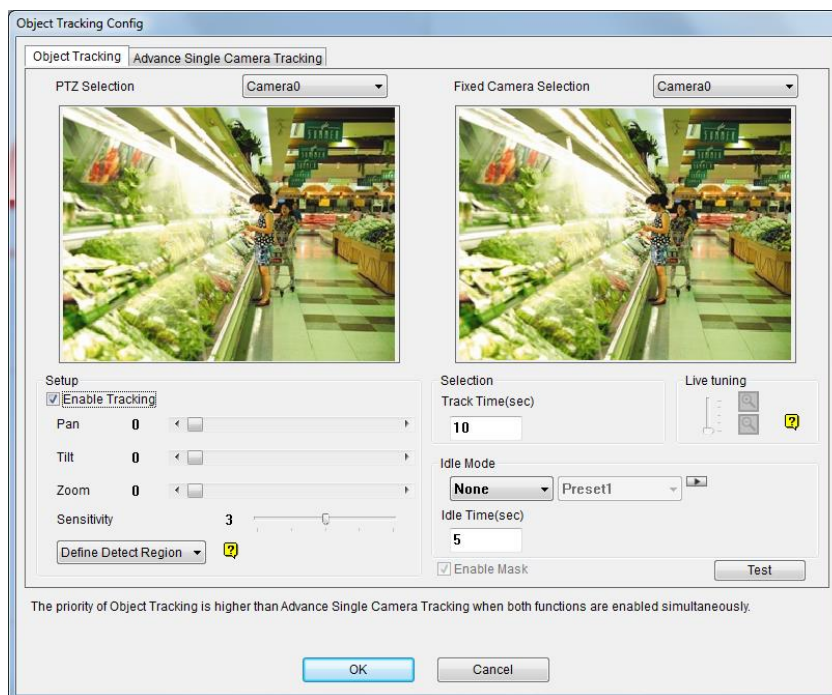 Object Tracking Config
Object Tracking
Advance Single Camera Tracking
PTZ Selection
Camera0
Fixed Camera Selection
Camera0
SUMMER
SUMMER
Setup
Enable Tracking
Pan 0
Tilt 0
Zoom 0
Sensitivity 3
Define Detect Region
?
Selection
Track Time(sec)
10
Live tuning
?
Idle Mode
None
Preset1
Idle Time(sec)
5
Enable Mask
Test
The priority of Object Tracking is higher than Advance Single Camera Tracking when both functions are enabled simultaneously.
OK
Cancel